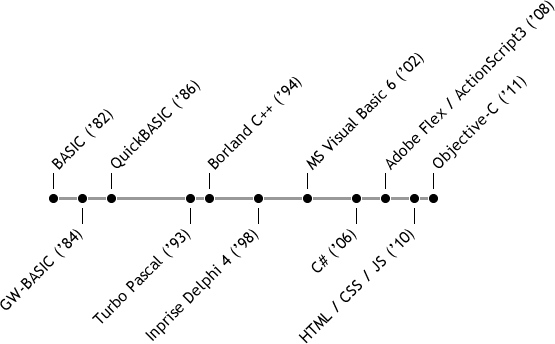 BASIC ('82)
GW-BASIC ('84)
QuickBASIC ('86)
Turbo Pascal ('93)
Borland C++ ('94)
Inprise Delphi 4 ('98)
MS Visual Basic 6 ('02)
C# ('06)
Adobe Flex / ActionScript3 ('08)
HTML / CSS / JS ('10)
Objective-C ('11)